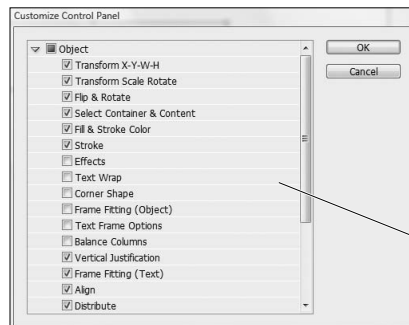 Customize Control Panel
Object
OK
Transform X-Y-W-H
Cancel
Transform Scale Rotate
Flip & Rotate
Select Container & Content
Fill & Stroke Color
Stroke
Effects
Text Wrap
Corner Shape
Frame Fitting (Object)
Text Frame Options
Balance Columns
Vertical Justification
Frame Fitting (Text)
Align
Distribute